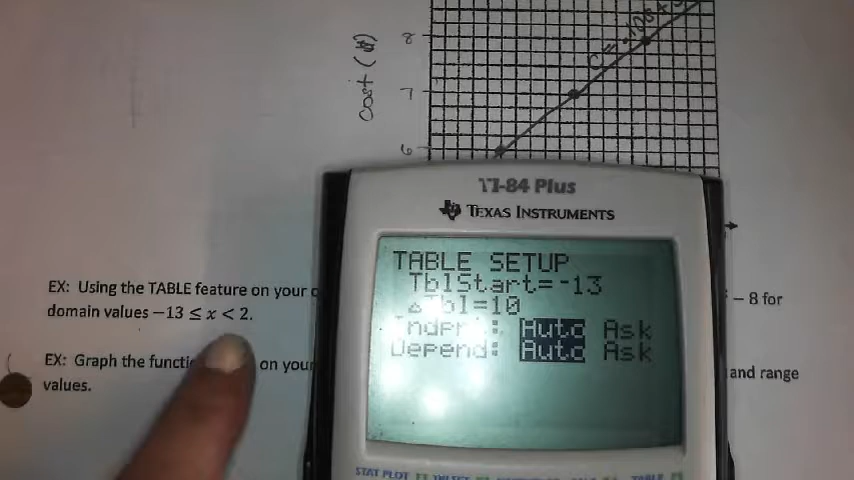 8
Cost ($)
7
6
TI-84 Plus
TEXAS INSTRUMENTS
TABLE SETUP
TblStart=-13
△Tbl=10
Indpnt: Auto Ask
Depend: Auto Ask
EX: Using the TABLE feature on your
– 8 for
domain values −13 ≤ x < 2.
EX: Graph the on your
and range
values.
STAT PLOT TABLE